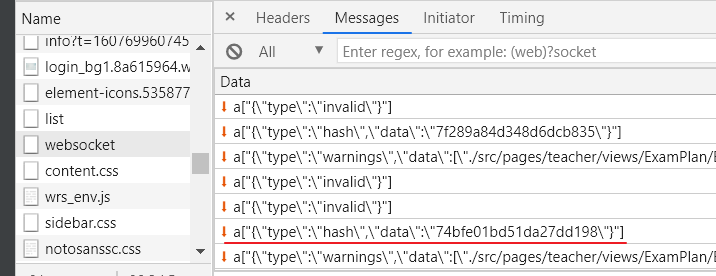 Name
info?t=160769960745
login_bg1.8a615964.w
element-icons.535877
list
websocket
content.css
wrs_env.js
sidebar.css
notosanssc.css
Headers Messages Initiator Timing
All Enter regex, for example: (web)?socket
Data
a["{\"type\":\"invalid\"}"]
a["{\"type\":\"hash\",\"data\":\"7f289a84d348d6dcb835\"}"]
a["{\"type\":\"warnings\",\"data\":[\"./src/pages/teacher/views/ExamPlan/E
a["{\"type\":\"invalid\"}"]
a["{\"type\":\"invalid\"}"]
a["{\"type\":\"hash\",\"data\":\"74bfe01bd51da27dd198\"}"]
a["{\"type\":\"warnings\",\"data\":[\"./src/pages/teacher/views/ExamPlan/E